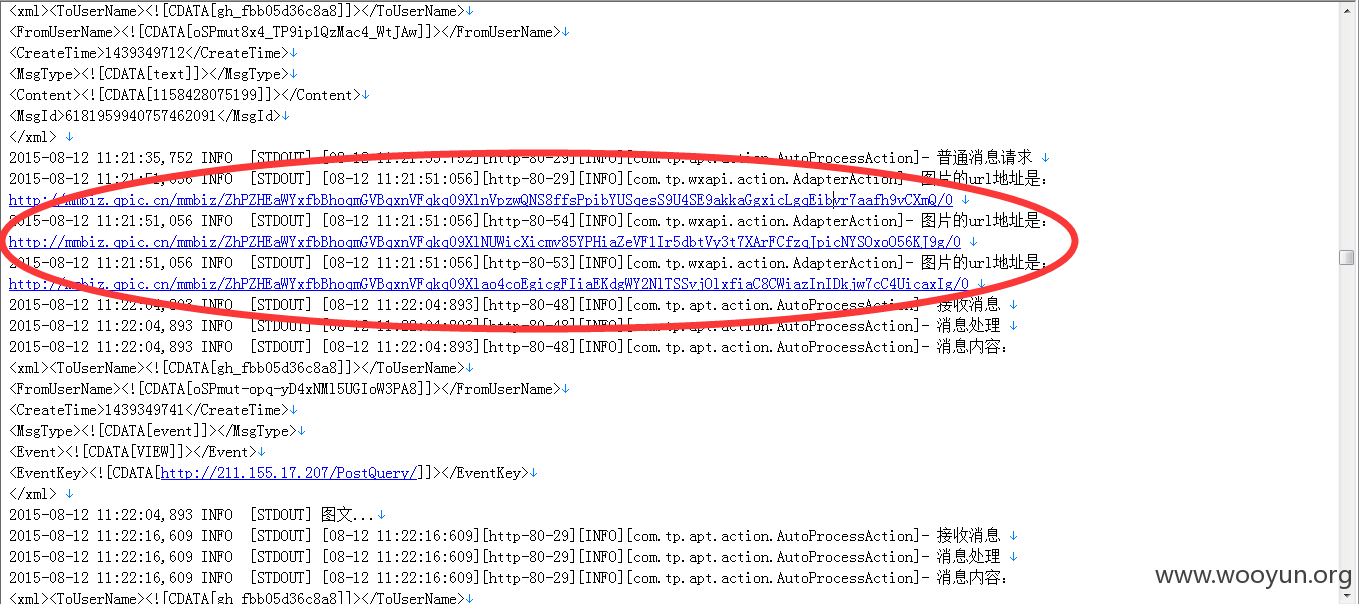 <xml><ToUserName><![CDATA[gh_fbb05d36c8a8]]></ToUserName>↓
<FromUserName><![CDATA[oSPmut8x4_TP9ip1QzMac4_WtJAw]]></FromUserName>↓
<CreateTime>1439349712</CreateTime>↓
<MsgType><![CDATA[text]]></MsgType>↓
<Content><![CDATA[1158428075199]]></Content>↓
<MsgId>6181959940757462091</MsgId>↓
</xml> ↓
2015-08-12 11:21:35,752 INFO  [STDOUT] [08-12 11:21:35:752][http-80-29][INFO][com.tp.apt.action.AutoProcessAction]- 普通消息请求 ↓
2015-08-12 11:21:51,056 INFO  [STDOUT] [08-12 11:21:51:056][http-80-29][INFO][com.tp.wxapi.action.AdapterAction]- 图片的url地址是:
http://mmbiz.qpic.cn/mmbiz/ZhPZHEaWYxfbBhogmGVBqxnVFqkq09XlnVpzwQNS8ffsPpibYUSgesS9U4SE9akkaGgxicLgqEibvr7aafh9vCXmQ/0 ↓
2015-08-12 11:21:51,056 INFO  [STDOUT] [08-12 11:21:51:056][http-80-54][INFO][com.tp.wxapi.action.AdapterAction]- 图片的url地址是:
http://mmbiz.qpic.cn/mmbiz/ZhPZHEaWYxfbBhogmGVBqxnVFqkq09XlNUWicXicmv85YPHiaZeVF1Ir5dbtVy3t7XArFCfzqJpicNYSOxoO56KJ9g/0 ↓
2015-08-12 11:21:51,056 INFO  [STDOUT] [08-12 11:21:51:056][http-80-53][INFO][com.tp.wxapi.action.AdapterAction]- 图片的url地址是:
http://mmbiz.qpic.cn/mmbiz/ZhPZHEaWYxfbBhogmGVBqxnVFqkq09Xlao4coEgicgFIiaEKdgWY2NlTSSvjOlxfiaC8CWiazInIDkjw7cC4UicaxIg/0 ↓
2015-08-12 11:22:04,893 INFO  [STDOUT] [08-12 11:22:04:893][http-80-48][INFO][com.tp.apt.action.AutoProcessAction]- 接收消息 ↓
2015-08-12 11:22:04,893 INFO  [STDOUT] [08-12 11:22:04:893][http-80-48][INFO][com.tp.apt.action.AutoProcessAction]- 消息处理 ↓
2015-08-12 11:22:04,893 INFO  [STDOUT] [08-12 11:22:04:893][http-80-48][INFO][com.tp.apt.action.AutoProcessAction]- 消息内容:
<xml><ToUserName><![CDATA[gh_fbb05d36c8a8]]></ToUserName>↓
<FromUserName><![CDATA[oSPmut-opq-yD4xNMl5UGIoW3PA8]]></FromUserName>↓
<CreateTime>1439349741</CreateTime>↓
<MsgType><![CDATA[event]]></MsgType>↓
<Event><![CDATA[VIEW]]></Event>↓
<EventKey><![CDATA[http://211.155.17.207/PostQuery/]]></EventKey>↓
</xml> ↓
2015-08-12 11:22:04,893 INFO  [STDOUT] 图文...↓
2015-08-12 11:22:16,609 INFO  [STDOUT] [08-12 11:22:16:609][http-80-29][INFO][com.tp.apt.action.AutoProcessAction]- 接收消息 ↓
2015-08-12 11:22:16,609 INFO  [STDOUT] [08-12 11:22:16:609][http-80-29][INFO][com.tp.apt.action.AutoProcessAction]- 消息处理 ↓
2015-08-12 11:22:16,609 INFO  [STDOUT] [08-12 11:22:16:609][http-80-29][INFO][com.tp.apt.action.AutoProcessAction]- 消息内容:
<xml><ToUserName><![CDATA[gh_fbb05d36c8a8]]></ToUserName>↓
www.wooyun.org